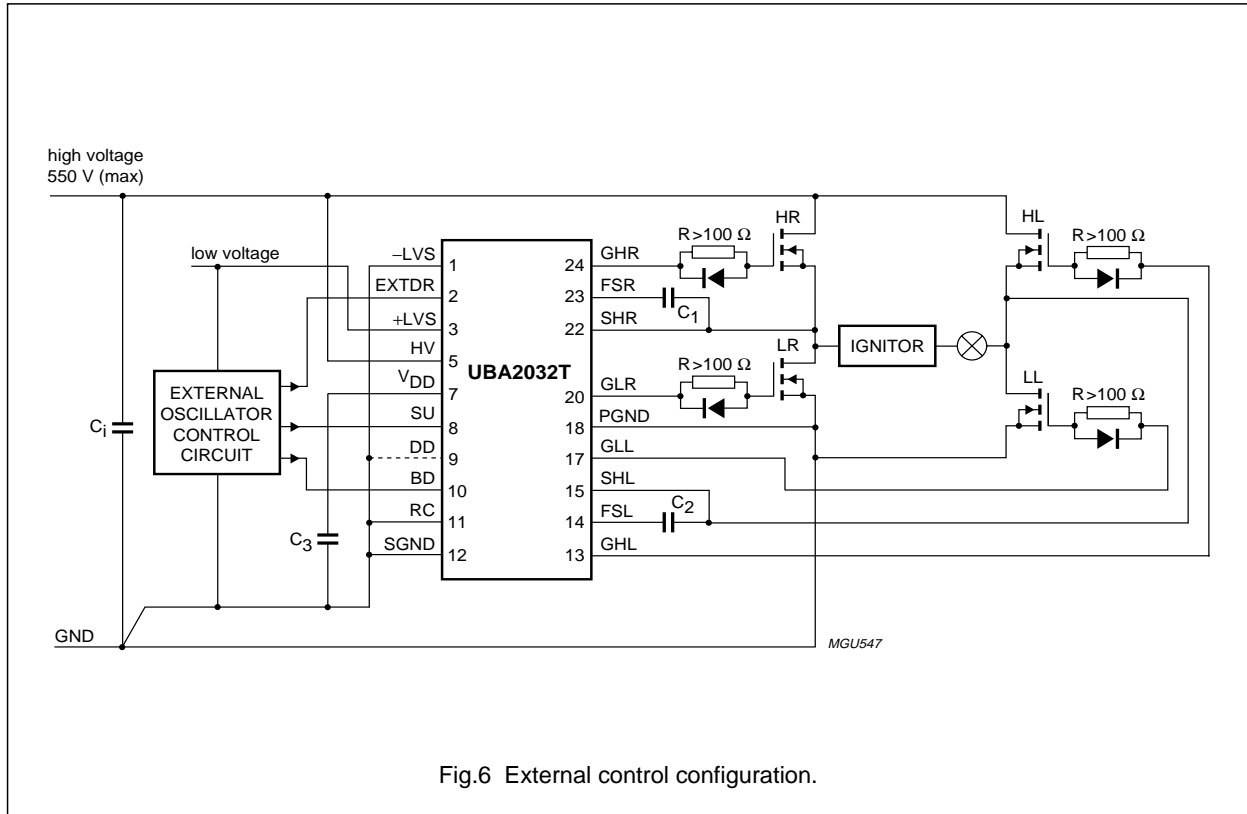 high voltage
550 V (max)
low voltage
EXTERNAL
OSCILLATOR
CONTROL
CIRCUIT
Ci
C3
GND
−LVS
1
EXTDR
2
+LVS
3
HV
5
VDD
7
SU
8
DD
9
BD
10
RC
11
SGND
12
UBA2032T
24
GHR
23
FSR
22
SHR
20
GLR
18
PGND
17
GLL
15
SHL
14
FSL
13
GHL
C1
C2
R>100 Ω
HR
R>100 Ω
LR
IGNITOR
HL
R>100 Ω
LL
R>100 Ω
MGU547
Fig.6 External control configuration.